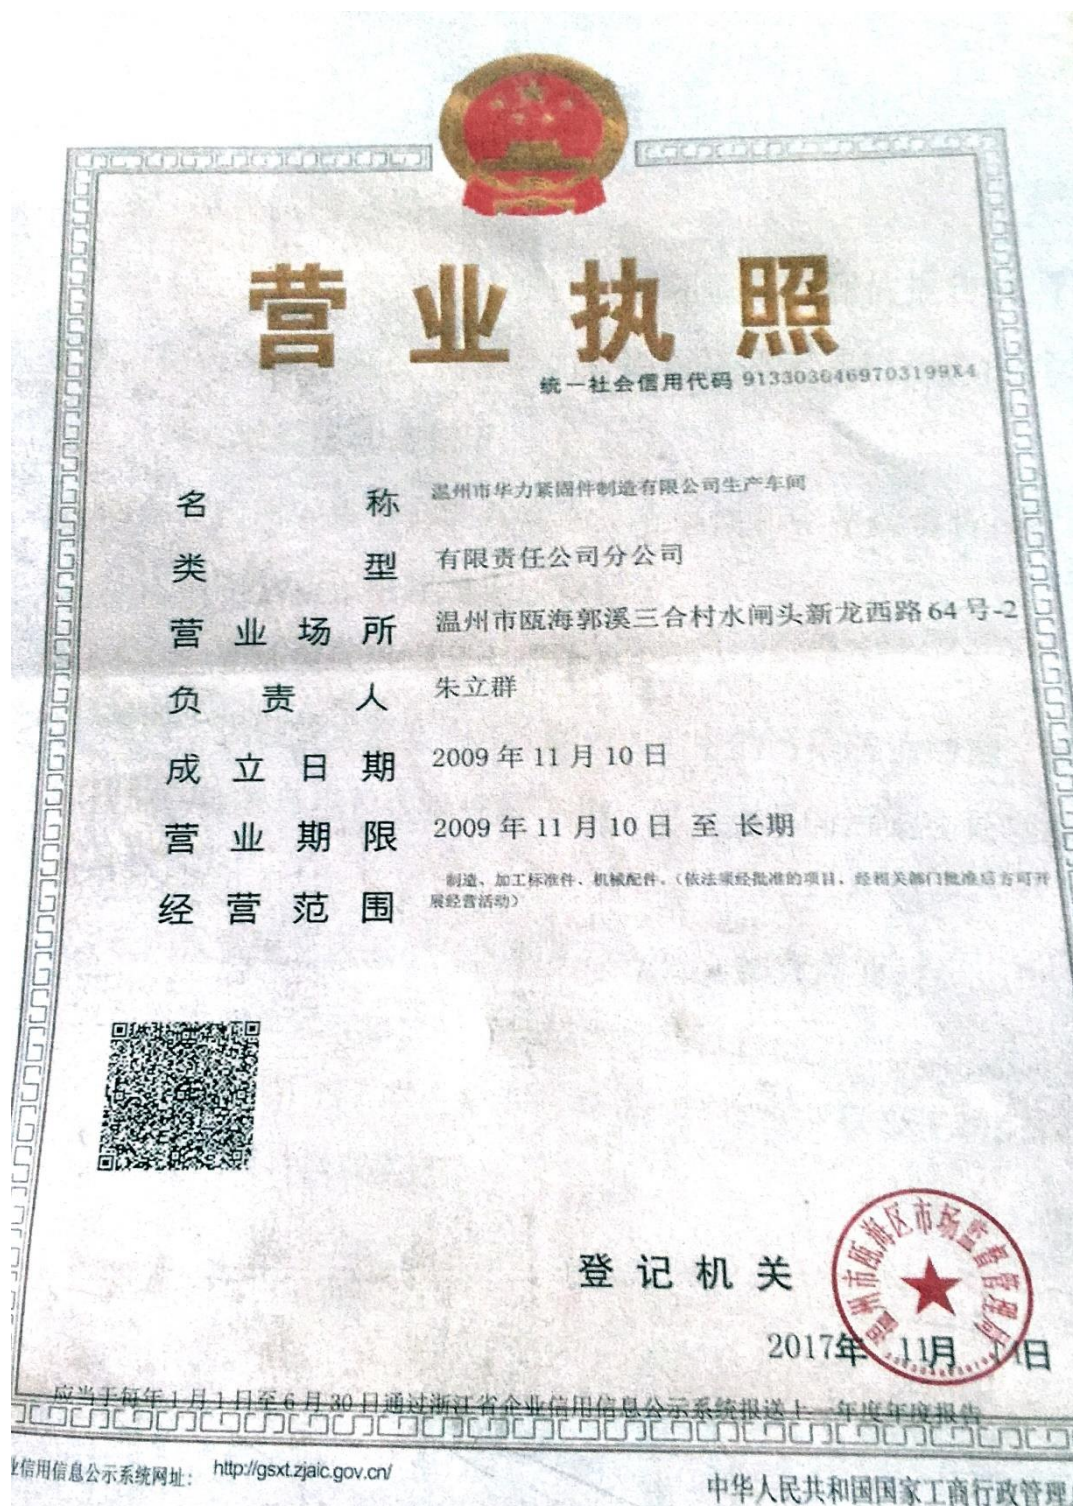 营业执照
统一社会信用代码 9133030469703199X4
名称 温州市华力紧固件制造有限公司生产车间
类型 有限责任公司分公司
营业场所 温州市瓯海郭溪三合村水闸头新龙西路64号-2
负责人 朱立群
成立日期 2009年11月10日
营业期限 2009年11月10日 至 长期
经营范围 制造、加工标准件、机械配件。(依法须经批准的项目,经相关部门批准后方可开
展经营活动)
温州市瓯海区市场监督管理局
登记机关
2017年 11月 日
应当于每年1月1日至6月30日通过浙江省企业信用信息公示系统报送上一年度年度报告
业信用信息公示系统网址: http://gsxt.zjaic.gov.cn/
中华人民共和国国家工商行政管理